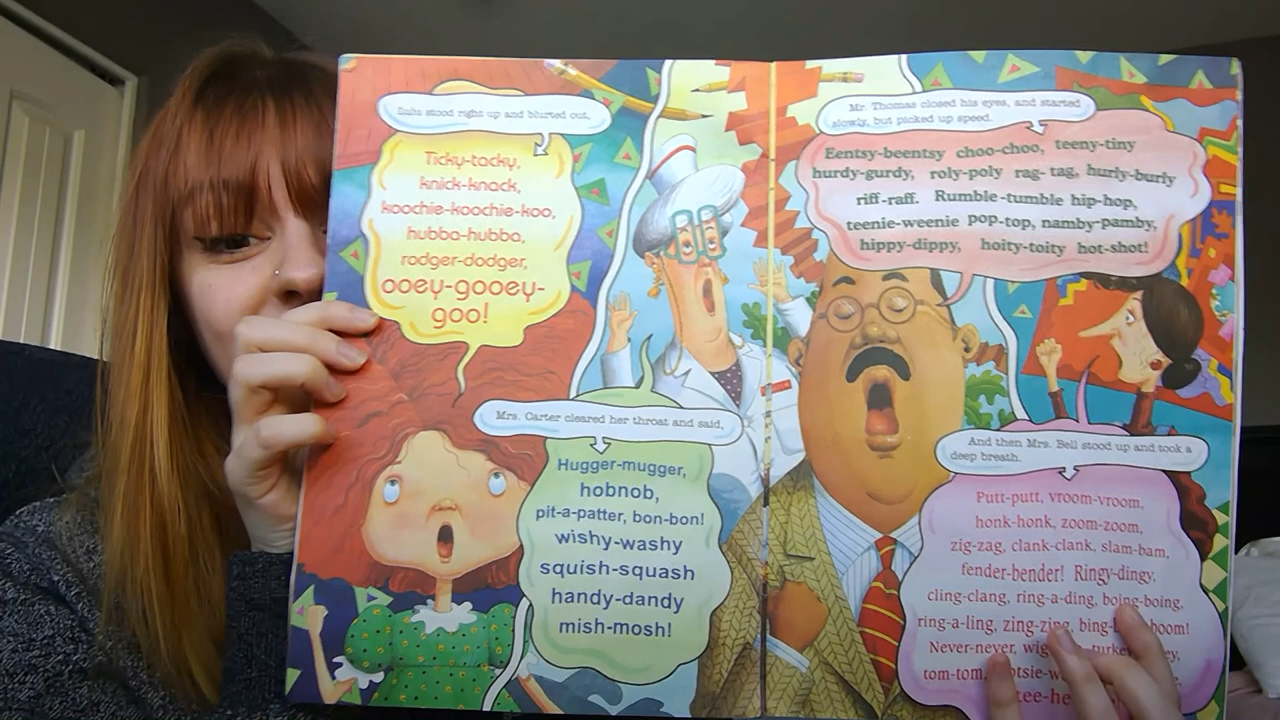 Lulu stood right up and blurted out,
Ticky-tacky,
knick-knack,
koochie-koochie-koo,
hubba-hubba,
rodger-dodger,
ooey-gooey-
goo!
Mrs. Carter cleared her throat and said,
Hugger-mugger,
hobnob,
pit-a-patter, bon-bon!
wishy-washy
squish-squash
handy-dandy
mish-mosh!
Mr. Thomas closed his eyes, and started
slowly, but picked up speed.
Eentsy-beentsy choo-choo, teeny-tiny
hurdy-gurdy, roly-poly rag-tag, hurly-burly
riff-raff. Rumble-tumble hip-hop,
teenie-weenie pop-top, namby-pamby,
hippy-dippy, hoity-toity hot-shot!
And then Mrs. Bell stood up and took a
deep breath.
Putt-putt, vroom-vroom,
honk-honk, zoom-zoom,
zig-zag, clank-clank, slam-bam,
fender-bender! Ringy-dingy,
cling-clang, ring-a-ding, boing-boing,
ring-a-ling, zing-zing, bing- boom!
Never-never,
tom-tom,